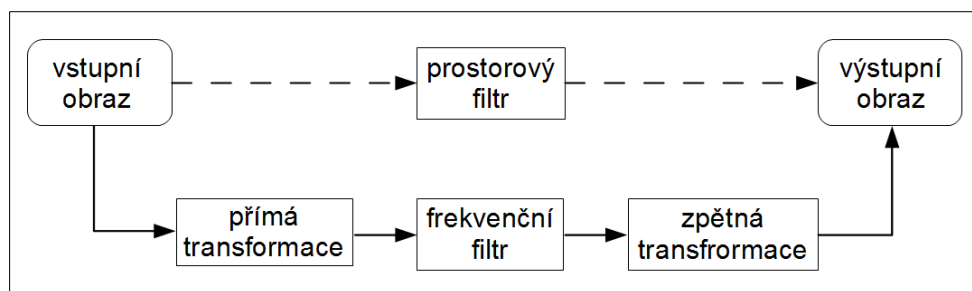 vstupní
obraz
prostorový
filtr
výstupní
obraz
přímá
transformace
frekvenční
filtr
zpětná
transfrormace